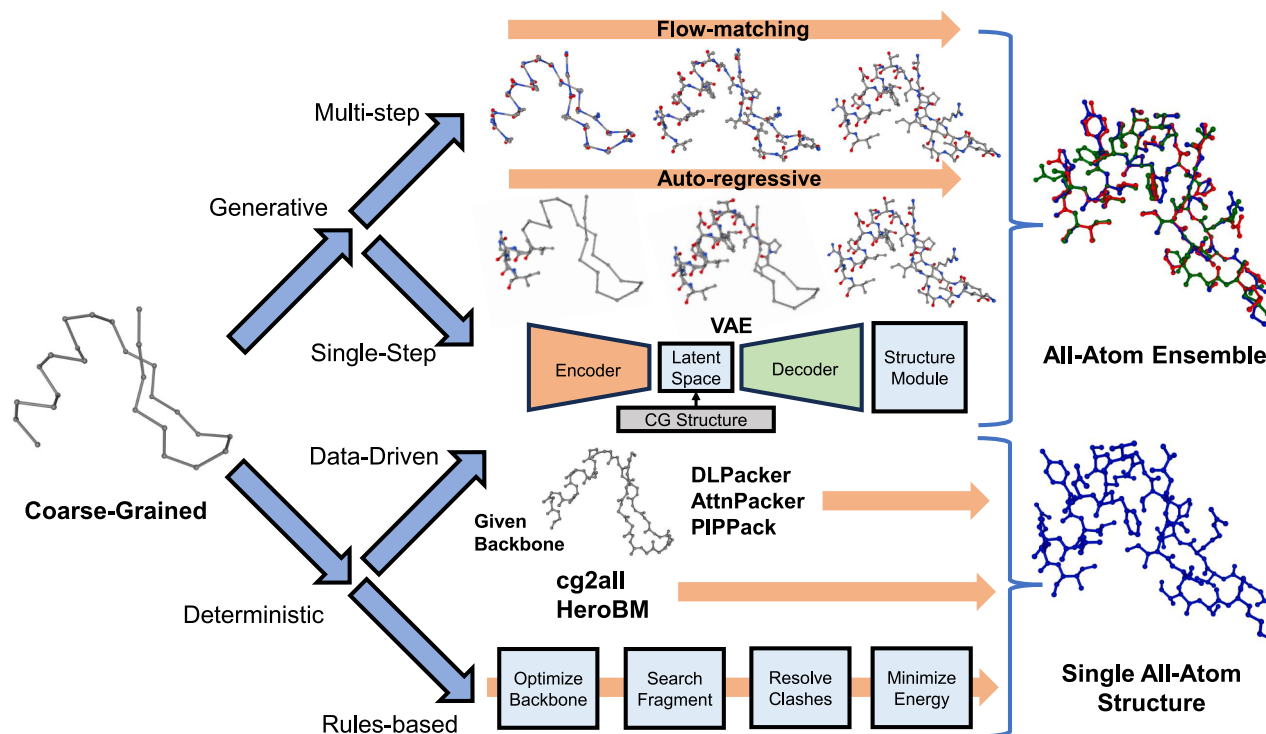 Flow-matching
Multi-step
Auto-regressive
Generative
VAE
Single-Step
Encoder
Latent
Space
Decoder
Structure
Module
CG Structure
All-Atom Ensemble
Coarse-Grained
Data-Driven
Given
Backbone
DLPacker
AttnPacker
PIPPack
cg2all
HeroBM
Deterministic
Rules-based
Optimize
Backbone
Search
Fragment
Resolve
Clashes
Minimize
Energy
Single All-Atom
Structure